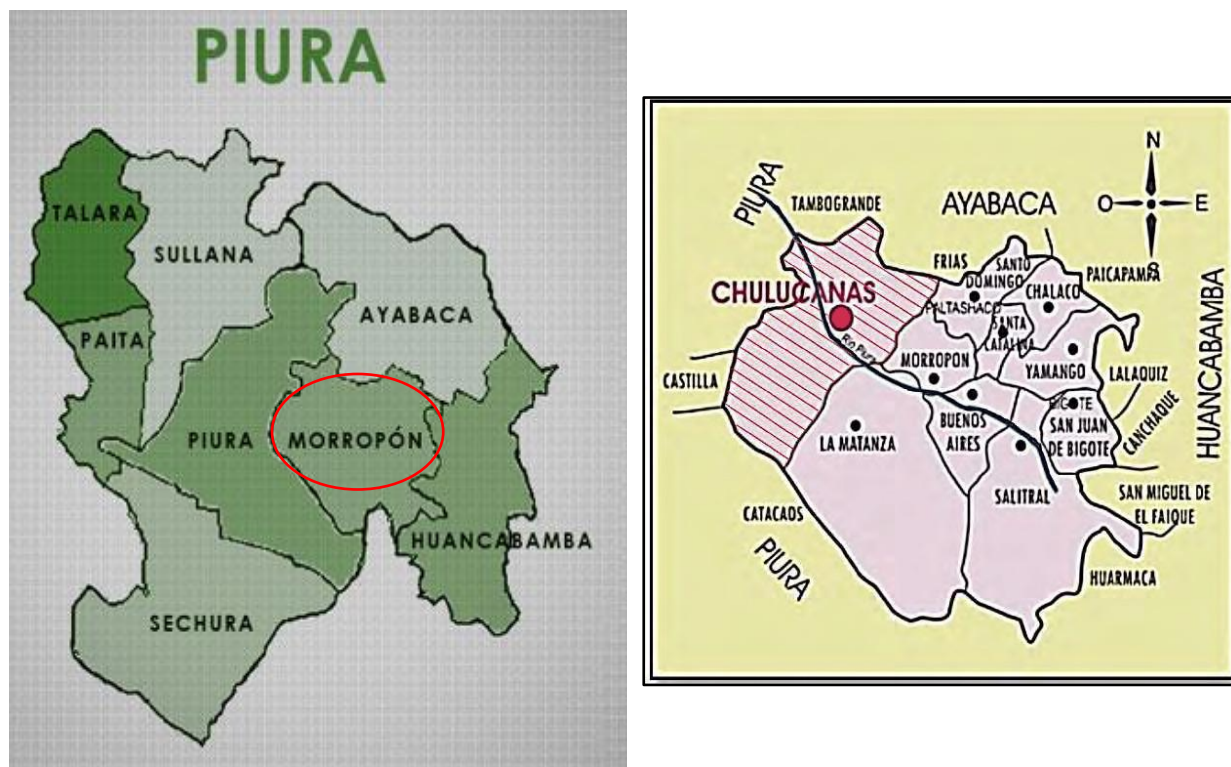 PIURA
TALARA
SULLANA
PAITA
AYABACA
PIURA
MORROPÓN
HUANCABAMBA
SECHURA
N
O
E
S
PIURA
TAMBOGRANDE
AYABACA
FRIAS
SANTO
DOMINGO
PAICAPAMPA
CHULUCANAS
PALTASHACO
CHALACO
SANTA
CATALINA
HUANCABAMBA
Rio Piura
MORROPON
YAMANGO
LALAQUIZ
CASTILLA
BIGOTE
CANCHAQUE
LA MATANZA
BUENOS
AIRES
SAN JUAN
DE BIGOTE
SALITRAL
SAN MIGUEL DE
EL FAIQUE
CATACAOS
PIURA
HUARMACA